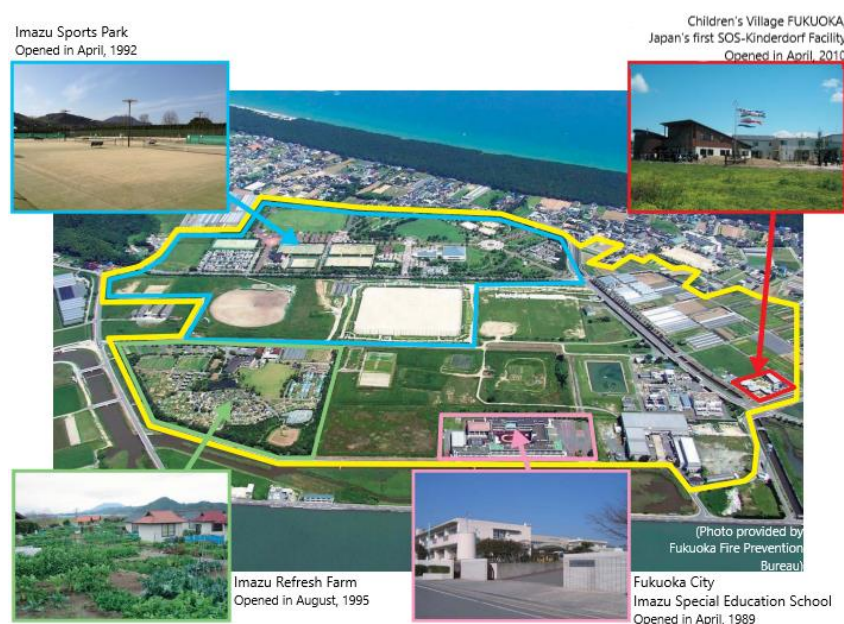 Imazu Sports Park
Opened in April, 1992
Children's Village FUKUOKA,
Japan's first SOS-Kinderdorf Facility
Opened in April, 2010
(Photo provided by
Fukuoka Fire Prevention
Bureau)
Imazu Refresh Farm
Opened in August, 1995
Fukuoka City
Imazu Special Education School
Opened in April, 1989